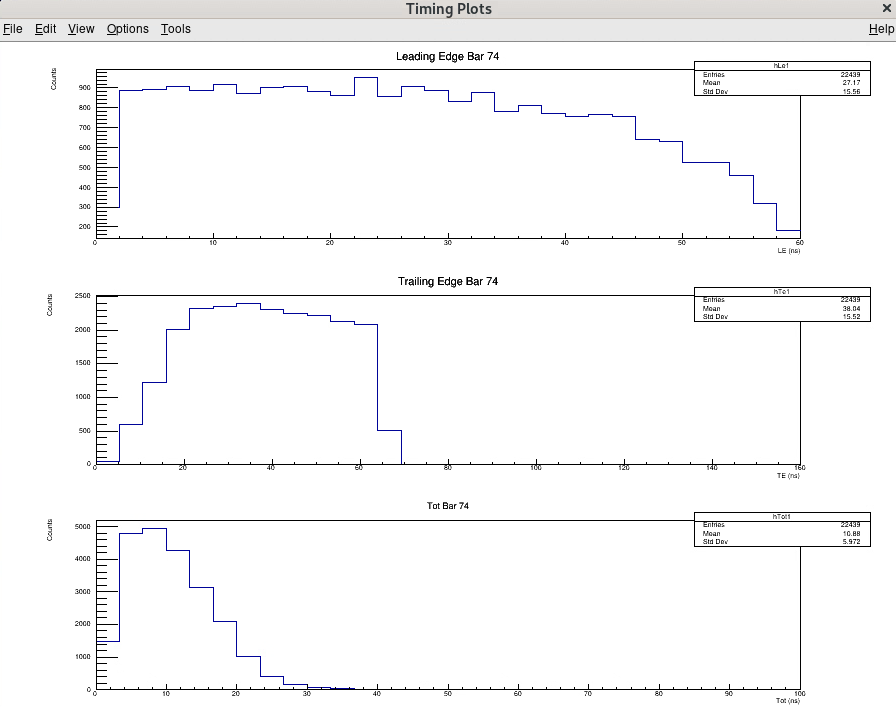 Timing Plots
File Edit View Options Tools Help
Leading Edge Bar 74
Counts
hLe1
Entries 22439
Mean 27.17
Std Dev 15.56
900
800
700
600
500
400
300
200
0 10 20 30 40 50 60
LE (ns)
Trailing Edge Bar 74
Counts
hTe1
Entries 22439
Mean 38.04
Std Dev 15.52
2500
2000
1500
1000
500
0
0 20 40 60 80 100 120 140 160
TE (ns)
Tot Bar 74
Counts
hTot1
Entries 22439
Mean 10.88
Std Dev 5.972
5000
4000
3000
2000
1000
0
0 10 20 30 40 50 60 70 80 90 100
Tot (ns)